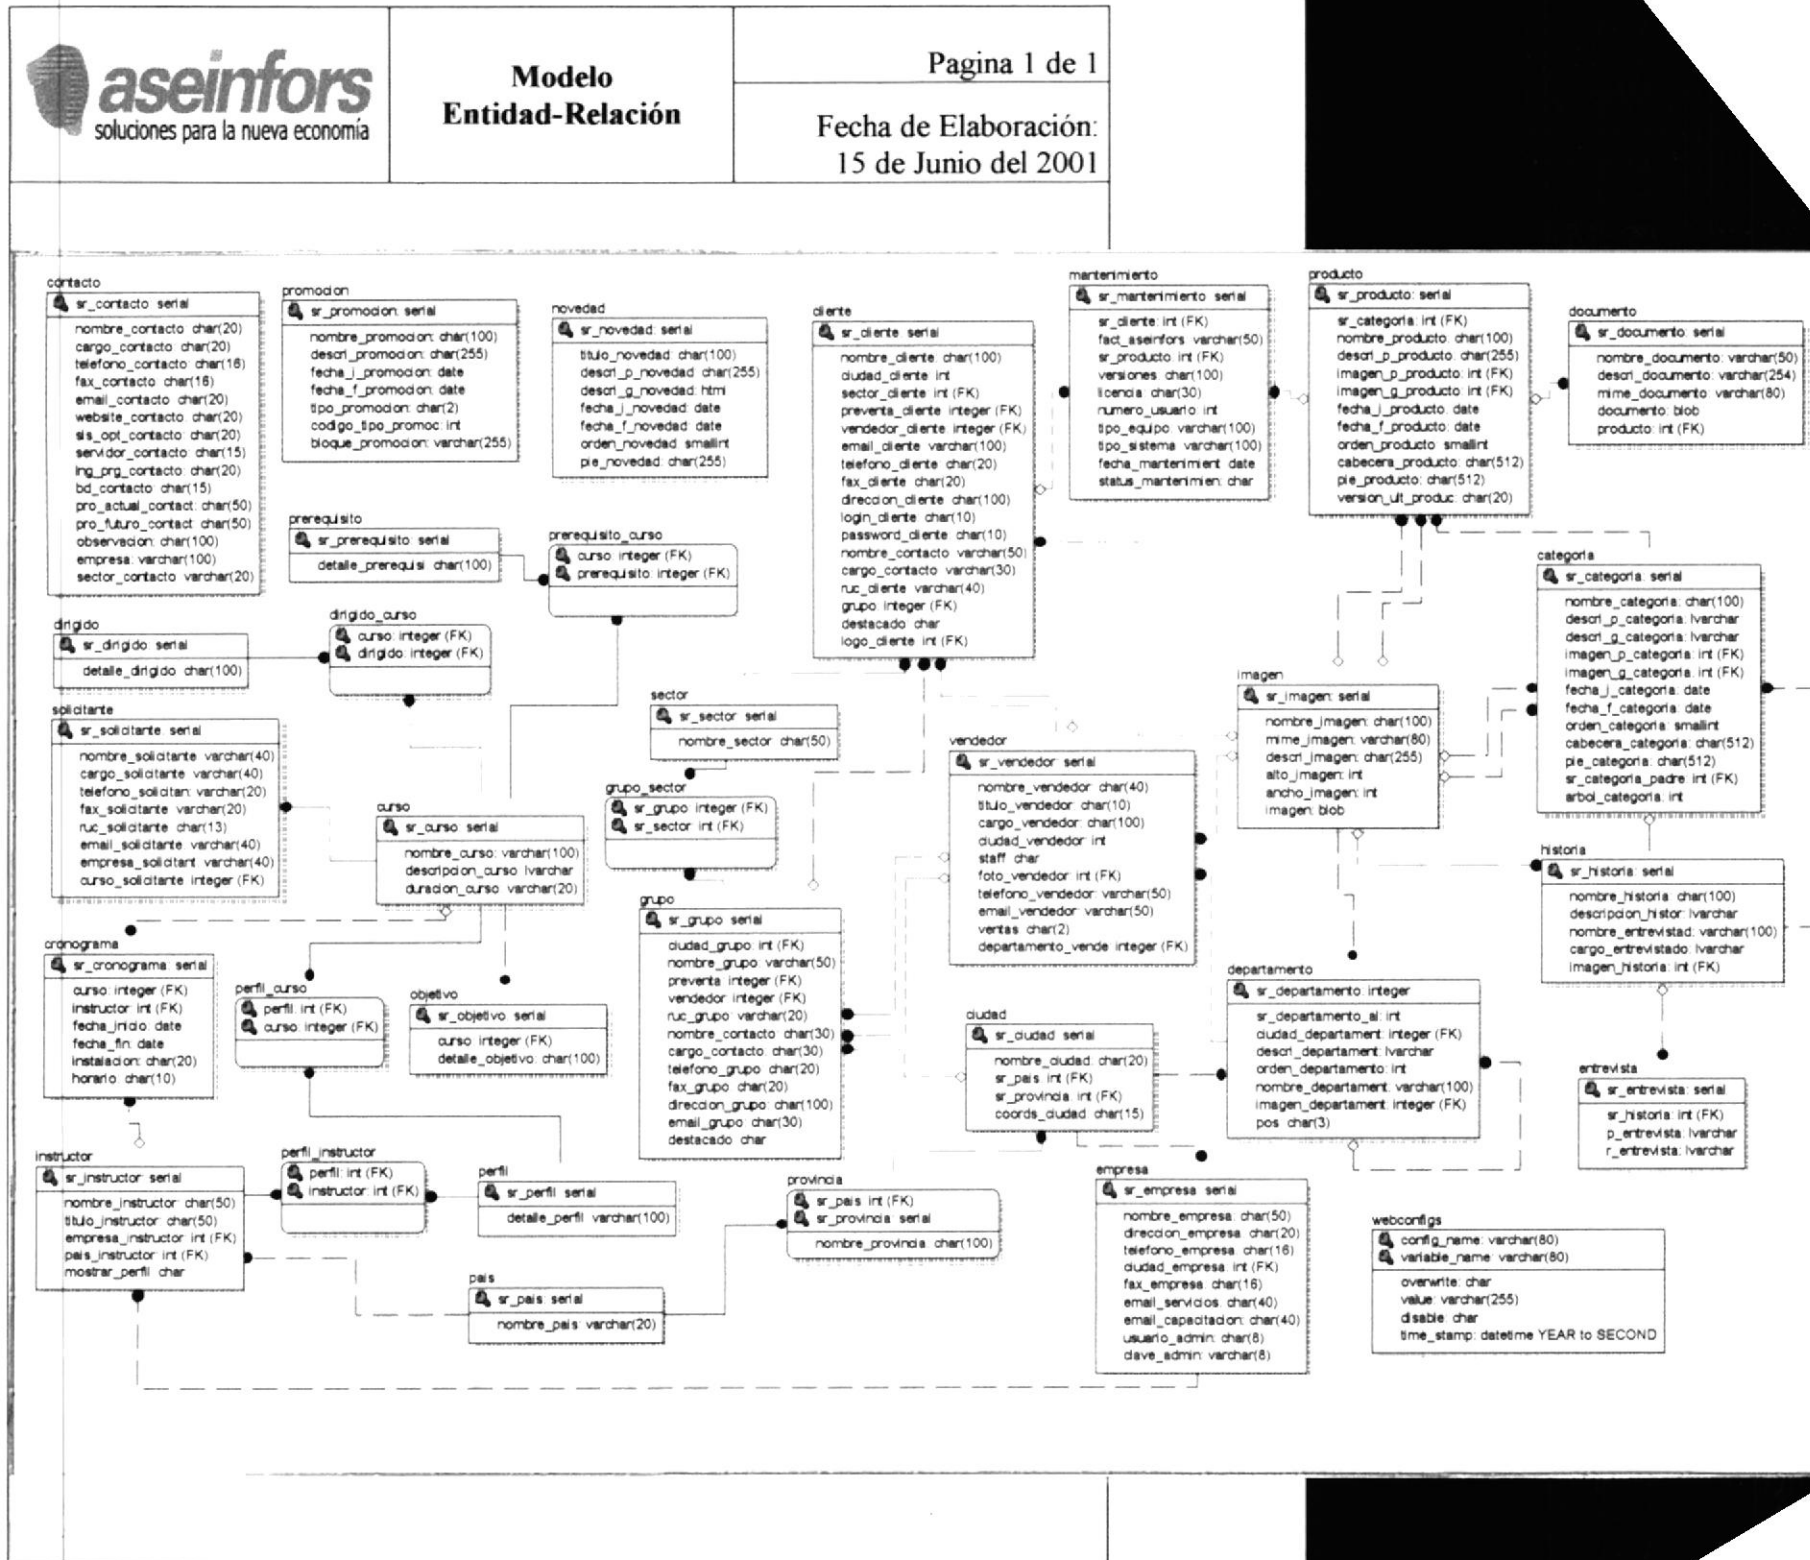 aseinfors
soluciones para la nueva economía
Modelo
Entidad-Relación
Pagina 1 de 1
Fecha de Elaboración:
15 de Junio del 2001
contacto
sr_contacto serial
nombre_contacto char(20)
cargo_contacto char(20)
telefono_contacto char(16)
fax_contacto char(16)
email_contacto char(20)
website_contacto char(20)
sis_opt_contacto char(20)
servidor_contacto char(15)
lng_prg_contacto char(20)
bd_contacto char(15)
pro_actual_contact: char(50)
pro_futuro_contact: char(50)
observacion: char(100)
empresa: varchar(100)
sector_contacto varchar(20)
promocion
sr_promocion: serial
nombre_promocion: char(100)
descri_promocion: char(255)
fecha_i_promocion: date
fecha_f_promocion: date
tipo_promocion: char(2)
codigo_tipo_promoc: int
bloque_promocion: varchar(255)
novedad
sr_novedad: serial
titulo_novedad: char(100)
descri_p_novedad: char(255)
descri_g_novedad: html
fecha_i_novedad: date
fecha_f_novedad: date
orden_novedad: smallint
pie_novedad: char(255)
cliente
sr_cliente serial
nombre_cliente char(100)
ciudad_cliente int
sector_cliente int (FK)
preventa_cliente integer (FK)
vendedor_cliente integer (FK)
email_cliente varchar(100)
telefono_cliente char(20)
fax_cliente char(20)
direccion_cliente char(100)
login_cliente char(10)
password_cliente char(10)
nombre_contacto varchar(50)
cargo_contacto varchar(30)
ruc_cliente varchar(40)
grupo: integer (FK)
destacado char
logo_cliente int (FK)
mantenimiento
sr_mantenimiento serial
sr_cliente: int (FK)
fact_aseinfors varchar(50)
sr_producto: int (FK)
versiones: char(100)
licencia: char(30)
numero_usuario: int
tipo_equipo: varchar(100)
tipo_sistema varchar(100)
fecha_mantenimient date
status_mantenimien: char
producto
sr_producto: serial
sr_categoria: int (FK)
nombre_producto: char(100)
descri_p_producto: char(255)
imagen_p_producto: int (FK)
imagen_g_producto: int (FK)
fecha_i_producto: date
fecha_f_producto: date
orden_producto smallint
cabecera_producto: char(512)
pie_producto: char(512)
version_ult_produc: char(20)
documento
sr_documento: serial
nombre_documento: varchar(50)
descri_documento: varchar(254)
mime_documento: varchar(80)
documento: blob
producto: int (FK)
prerequisito
sr_prerequisito: serial
detalle_prerequisi char(100)
prerequisito_curso
curso: integer (FK)
prerequisito: integer (FK)
dirigido
sr_dirigido: serial
detalle_dirigido char(100)
dirigido_curso
curso: integer (FK)
dirigido: integer (FK)
categoria
sr_categoria: serial
nombre_categoria: char(100)
descri_p_categoria: lvarchar
descri_g_categoria: lvarchar
imagen_p_categoria: int (FK)
imagen_g_categoria: int (FK)
fecha_i_categoria: date
fecha_f_categoria: date
orden_categoria: smallint
cabecera_categoria: char(512)
pie_categoria: char(512)
sr_categoria_padre: int (FK)
arbol_categoria: int
solicitante
sr_solicitante: serial
nombre_solicitante varchar(40)
cargo_solicitante varchar(40)
telefono_solicitan: varchar(20)
fax_solicitante: varchar(20)
ruc_solicitante char(13)
email_solicitante: varchar(40)
empresa_solicitant: varchar(40)
curso_solicitante integer (FK)
sector
sr_sector serial
nombre_sector char(50)
grupo_sector
sr_grupo integer (FK)
sr_sector int (FK)
curso
sr_curso serial
nombre_curso: varchar(100)
descripcion_curso lvarchar
duracion_curso varchar(20)
vendedor
sr_vendedor: serial
nombre_vendedor char(40)
titulo_vendedor char(10)
cargo_vendedor: char(100)
ciudad_vendedor int
staff char
foto_vendedor int (FK)
telefono_vendedor: varchar(50)
email_vendedor varchar(50)
ventas char(2)
departamento_vende integer (FK)
imagen
sr_imagen: serial
nombre_imagen: char(100)
mime_imagen: varchar(80)
descri_imagen: char(255)
alto_imagen: int
ancho_imagen: int
imagen: blob
historia
sr_historia: serial
nombre_historia char(100)
descripcion_histor: lvarchar
nombre_entrevistad: varchar(100)
cargo_entrevistado: lvarchar
imagen_historia: int (FK)
grupo
sr_grupo serial
ciudad_grupo: int (FK)
nombre_grupo varchar(50)
preventa integer (FK)
vendedor: integer (FK)
ruc_grupo: varchar(20)
nombre_contacto char(30)
cargo_contacto: char(30)
telefono_grupo char(20)
fax_grupo: char(20)
direccion_grupo: char(100)
email_grupo char(30)
destacado char
cronograma
sr_cronograma: serial
curso: integer (FK)
instructor: int (FK)
fecha_inicio: date
fecha_fin: date
instalacion: char(20)
horario: char(10)
perfil_curso
perfil: int (FK)
curso: integer (FK)
objetivo
sr_objetivo: serial
curso: integer (FK)
detalle_objetivo: char(100)
ciudad
sr_ciudad serial
nombre_ciudad: char(20)
sr_pais int (FK)
sr_provincia: int (FK)
coords_ciudad: char(15)
departamento
sr_departamento: integer
sr_departamento_al: int
ciudad_departament: integer (FK)
descri_departament: lvarchar
orden_departamento: int
nombre_departament: varchar(100)
imagen_departament: integer (FK)
pos char(3)
entrevista
sr_entrevista: serial
sr_historia: int (FK)
p_entrevista: lvarchar
r_entrevista: lvarchar
instructor
sr_instructor serial
nombre_instructor char(50)
titulo_instructor: char(50)
empresa_instructor int (FK)
pais_instructor int (FK)
mostrar_perfil char
perfil_instructor
perfil: int (FK)
instructor: int (FK)
perfil
sr_perfil serial
detalle_perfil varchar(100)
provincia
sr_pais int (FK)
sr_provincia serial
nombre_provincia char(100)
pais
sr_pais: serial
nombre_pais: varchar(20)
empresa
sr_empresa serial
nombre_empresa: char(50)
direccion_empresa: char(20)
telefono_empresa: char(16)
ciudad_empresa: int (FK)
fax_empresa: char(16)
email_servicios: char(40)
email_capacitacion: char(40)
usuario_admin: char(8)
clave_admin: varchar(8)
webconfigs
config_name: varchar(80)
variable_name: varchar(80)
overwrite: char
value: varchar(255)
disable: char
time_stamp: datetime YEAR to SECOND